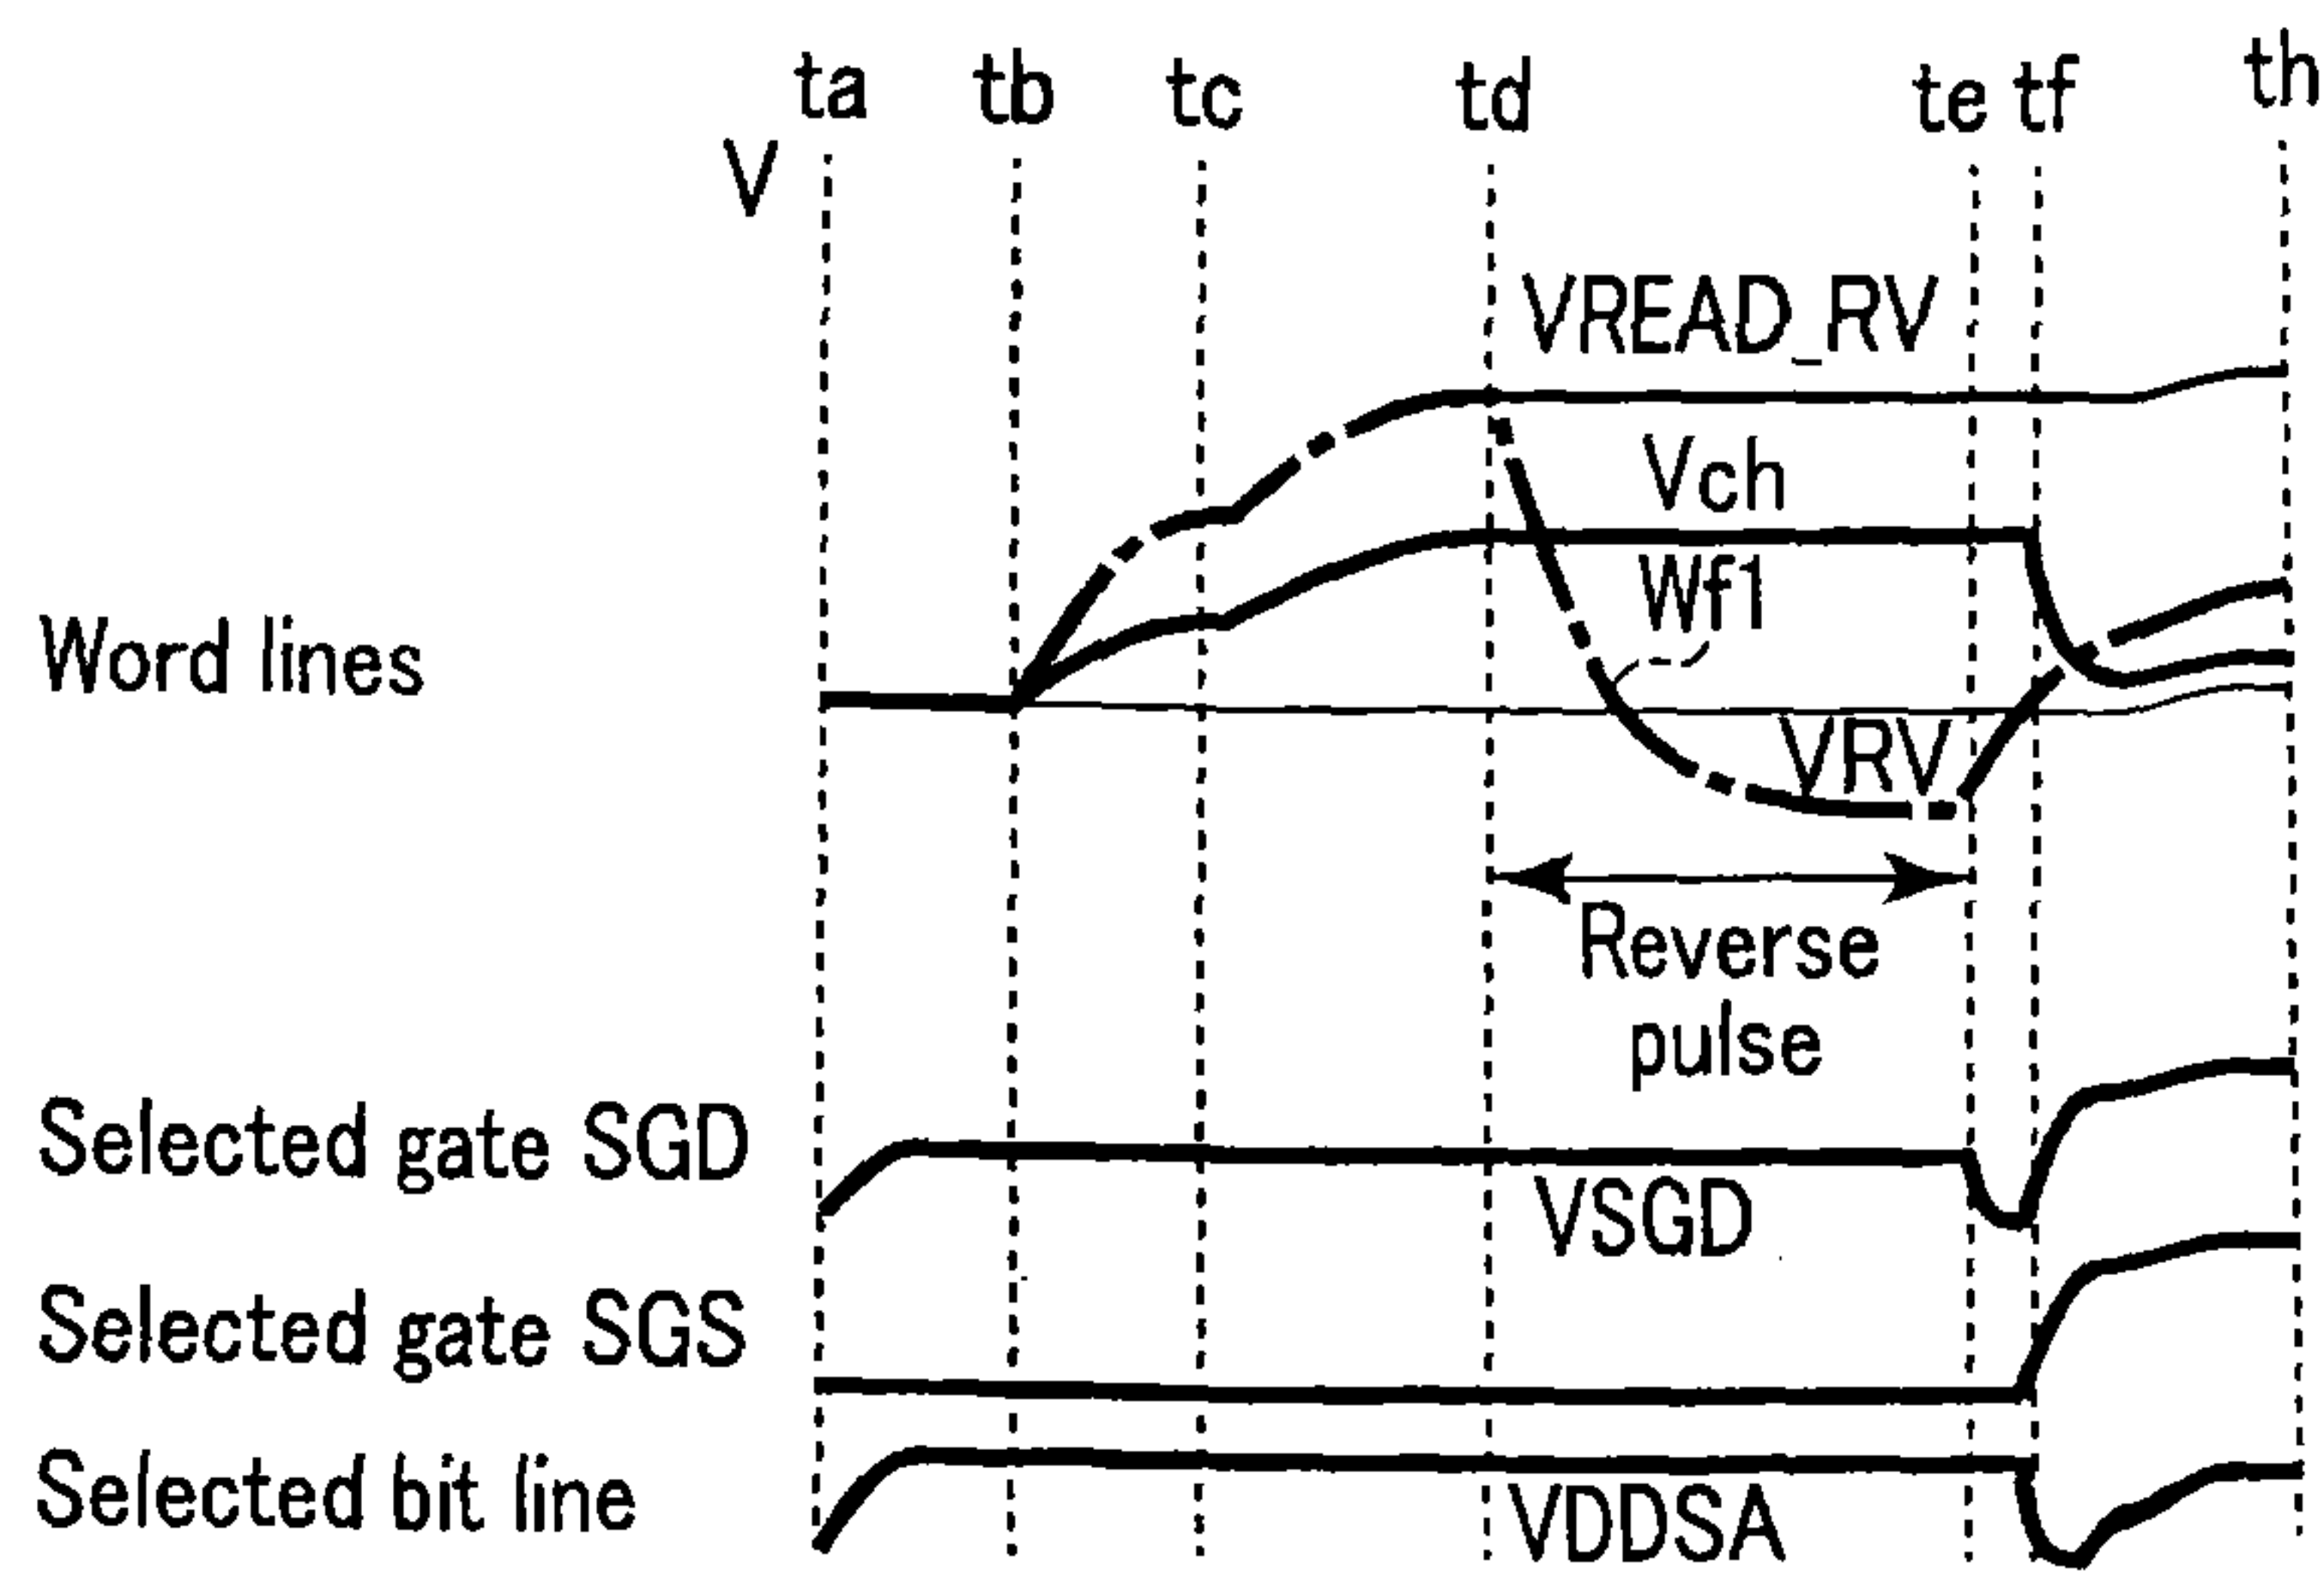 ta tb tc td te tf th
V
VREAD_RV
Vch
Wf1
Word lines
VRV
Reverse
pulse
Selected gate SGD
VSGD
Selected gate SGS
Selected bit line
VDDSA